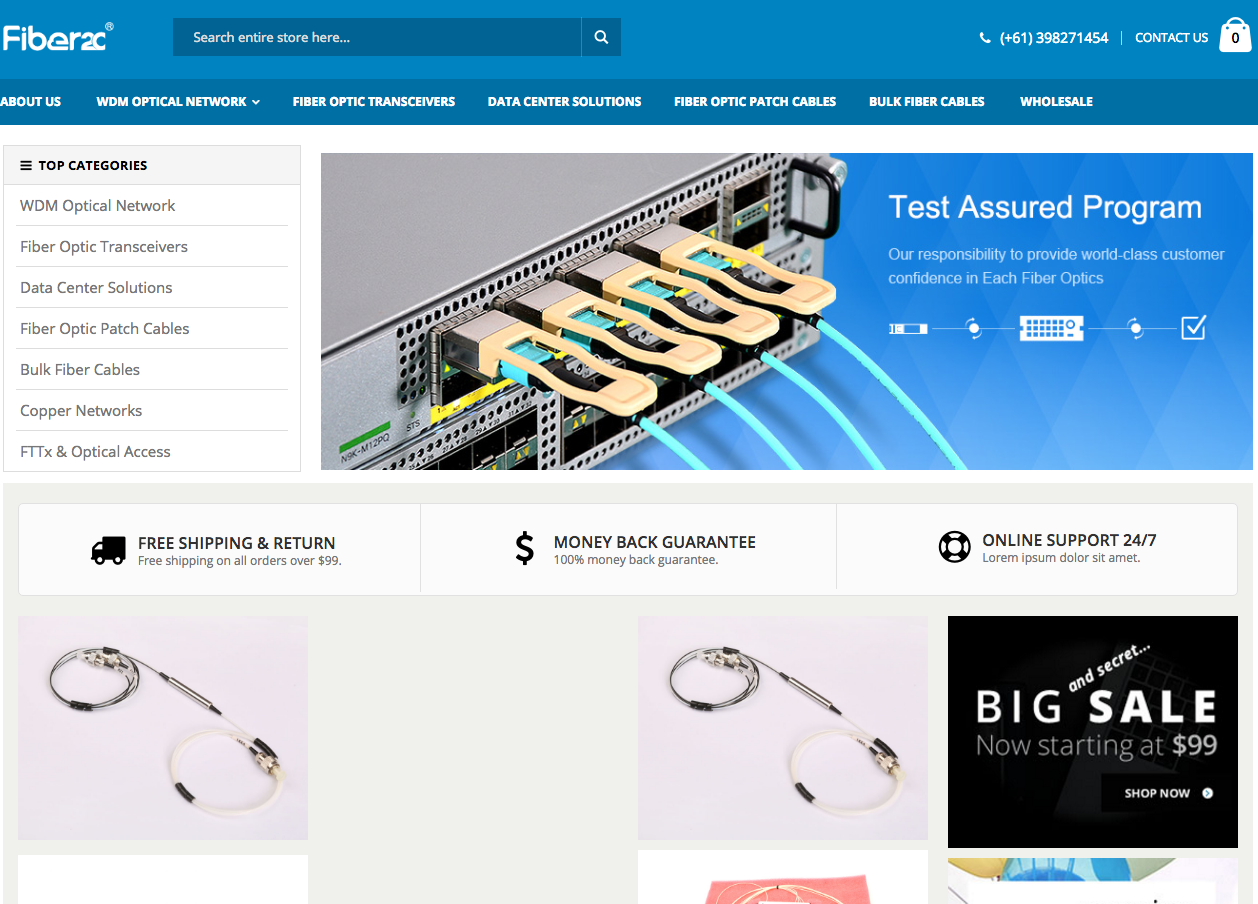 Fiber2C®
Search entire store here...
(+61) 398271454
CONTACT US
0
ABOUT US
WDM OPTICAL NETWORK
FIBER OPTIC TRANSCEIVERS
DATA CENTER SOLUTIONS
FIBER OPTIC PATCH CABLES
BULK FIBER CABLES
WHOLESALE
TOP CATEGORIES
WDM Optical Network
Fiber Optic Transceivers
Data Center Solutions
Fiber Optic Patch Cables
Bulk Fiber Cables
Copper Networks
FTTx & Optical Access
Test Assured Program
Our responsibility to provide world-class customer
confidence in Each Fiber Optics
STS
N9K-M12PQ
FREE SHIPPING & RETURN
Free shipping on all orders over $99.
MONEY BACK GUARANTEE
100% money back guarantee.
ONLINE SUPPORT 24/7
Lorem ipsum dolor sit amet.
and secret...
BIG SALE
Now starting at $99
SHOP NOW